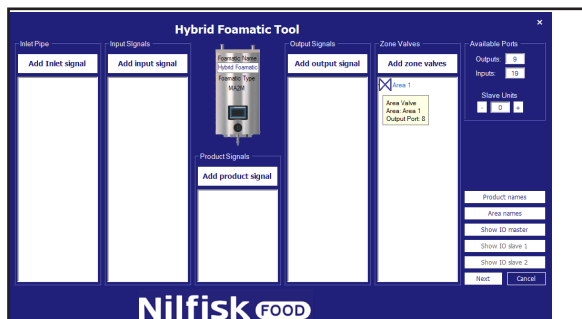 Hybrid Foamatic Tool
×
Inlet Pipe
Add Inlet signal
Input Signals
Add input signal
Foamatic Name
Hybrid Foamatic
Foamatic Type
MA2M
Product Signals
Add product signal
Output Signals
Add output signal
Zone Valves
Add zone valves
Area 1
Area Valve
Area: Area 1
Output Port: 8
Available Ports
Outputs: 9
Inputs: 19
Slave Units
- 0 +
Product names
Area names
Show IO master
Show IO slave 1
Show IO slave 2
Next Cancel
Nilfisk FOOD